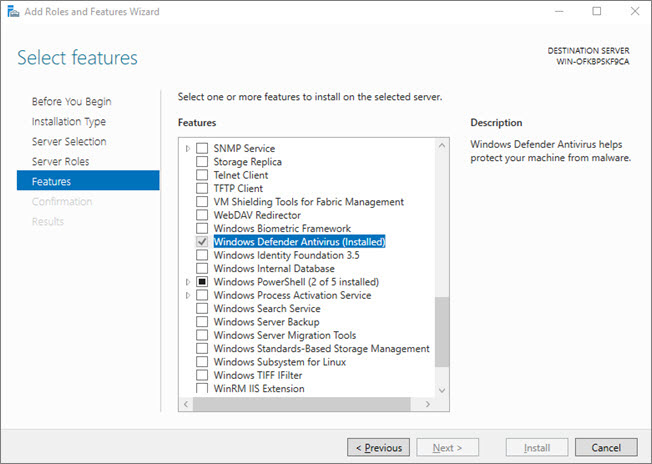 Add Roles and Features Wizard
Select features
DESTINATION SERVER
WIN-OFKBPSKF9CA
Before You Begin
Installation Type
Server Selection
Server Roles
Features
Confirmation
Results
Select one or more features to install on the selected server.
Features
SNMP Service
Storage Replica
Telnet Client
TFTP Client
VM Shielding Tools for Fabric Management
WebDAV Redirector
Windows Biometric Framework
Windows Defender Antivirus (Installed)
Windows Identity Foundation 3.5
Windows Internal Database
Windows PowerShell (2 of 5 installed)
Windows Process Activation Service
Windows Search Service
Windows Server Backup
Windows Server Migration Tools
Windows Standards-Based Storage Management
Windows Subsystem for Linux
Windows TIFF IFilter
WinRM IIS Extension
Description
Windows Defender Antivirus helps
protect your machine from malware.
< Previous
Next >
Install
Cancel